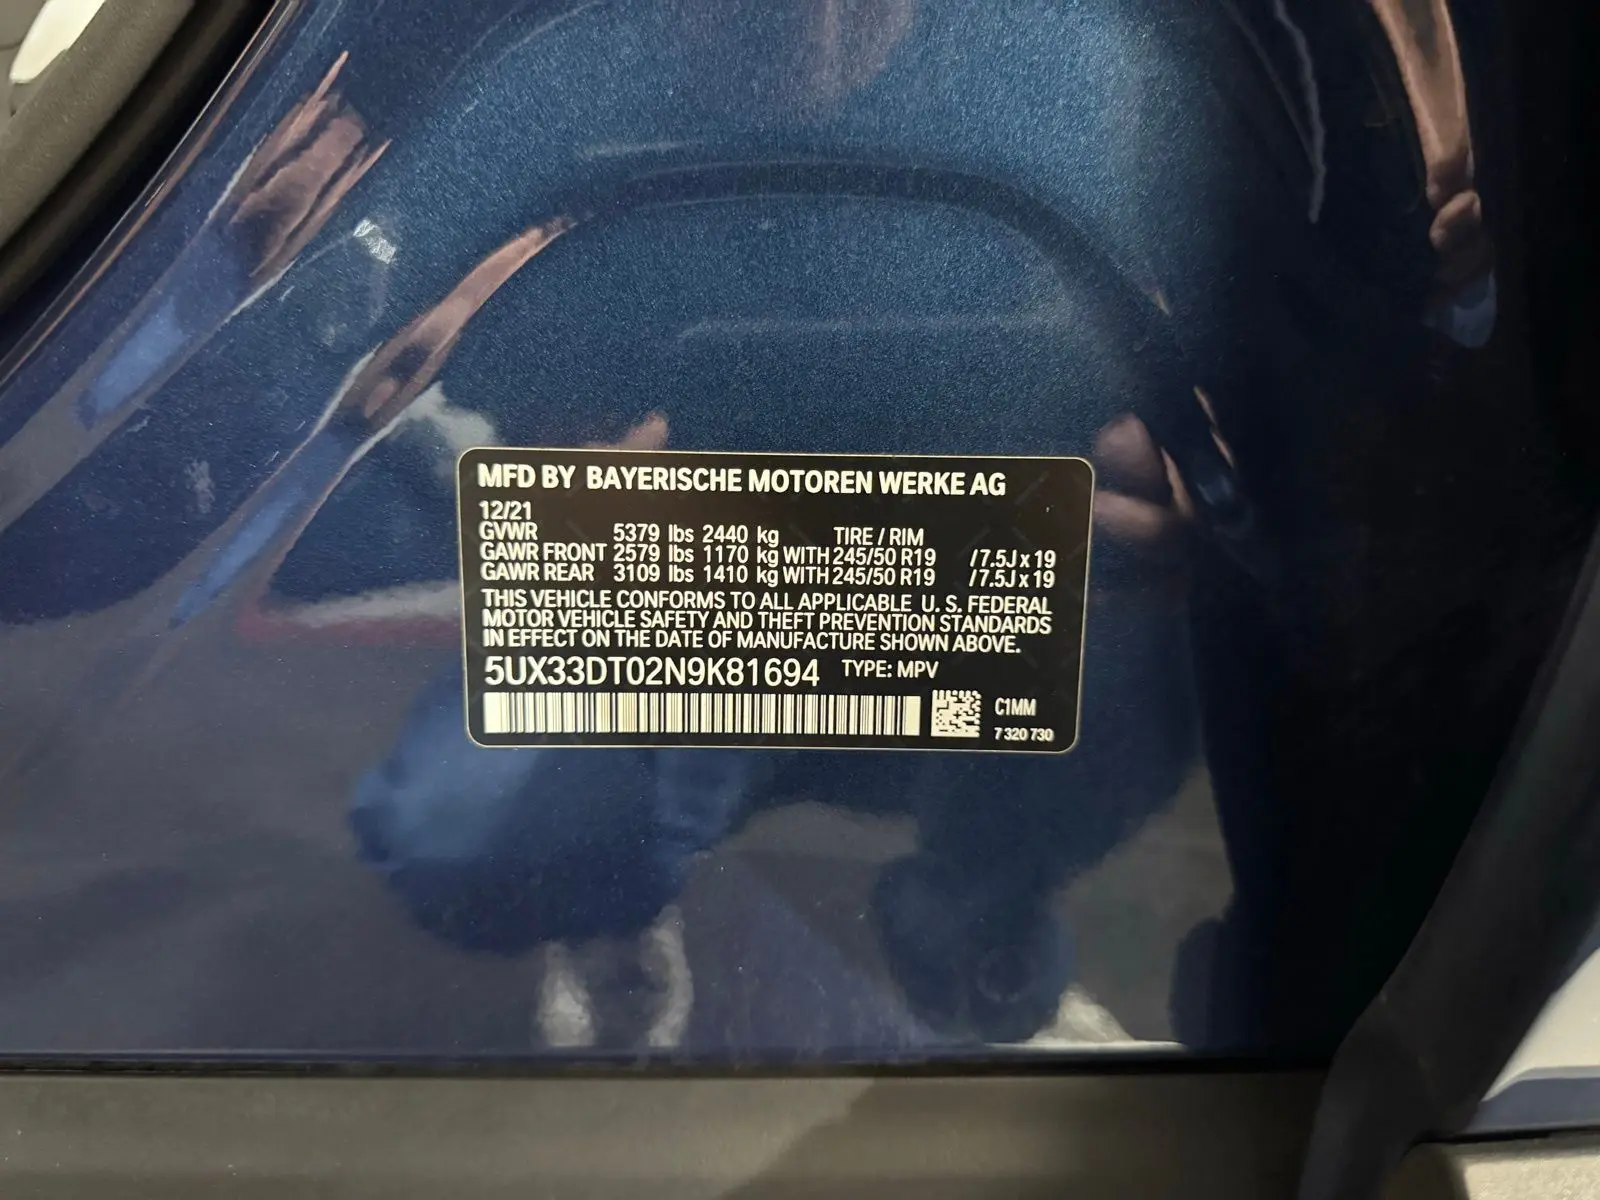 MFD BY BAYERISCHE MOTOREN WERKE AG
12/21
GVWR 5379 lbs 2440 kg TIRE / RIM
GAWR FRONT 2579 lbs 1170 kg WITH 245/50 R19 /7.5J x 19
GAWR REAR 3109 lbs 1410 kg WITH 245/50 R19 /7.5J x 19
THIS VEHICLE CONFORMS TO ALL APPLICABLE U. S. FEDERAL
MOTOR VEHICLE SAFETY AND THEFT PREVENTION STANDARDS
IN EFFECT ON THE DATE OF MANUFACTURE SHOWN ABOVE.
5UX33DT02N9K81694 TYPE: MPV
C1MM
7 320 730